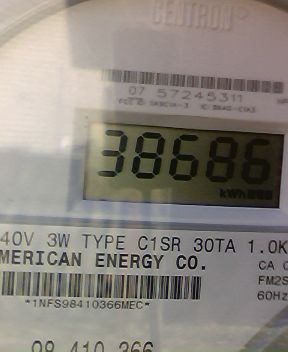 CENTRON
07 57245311
38686
kWh
40V 3W TYPE C1SR 30TA 1.0K
MERICAN ENERGY CO.
CA 0
FM2S
60Hz
*1NFS98410366MEC*
98 410 366